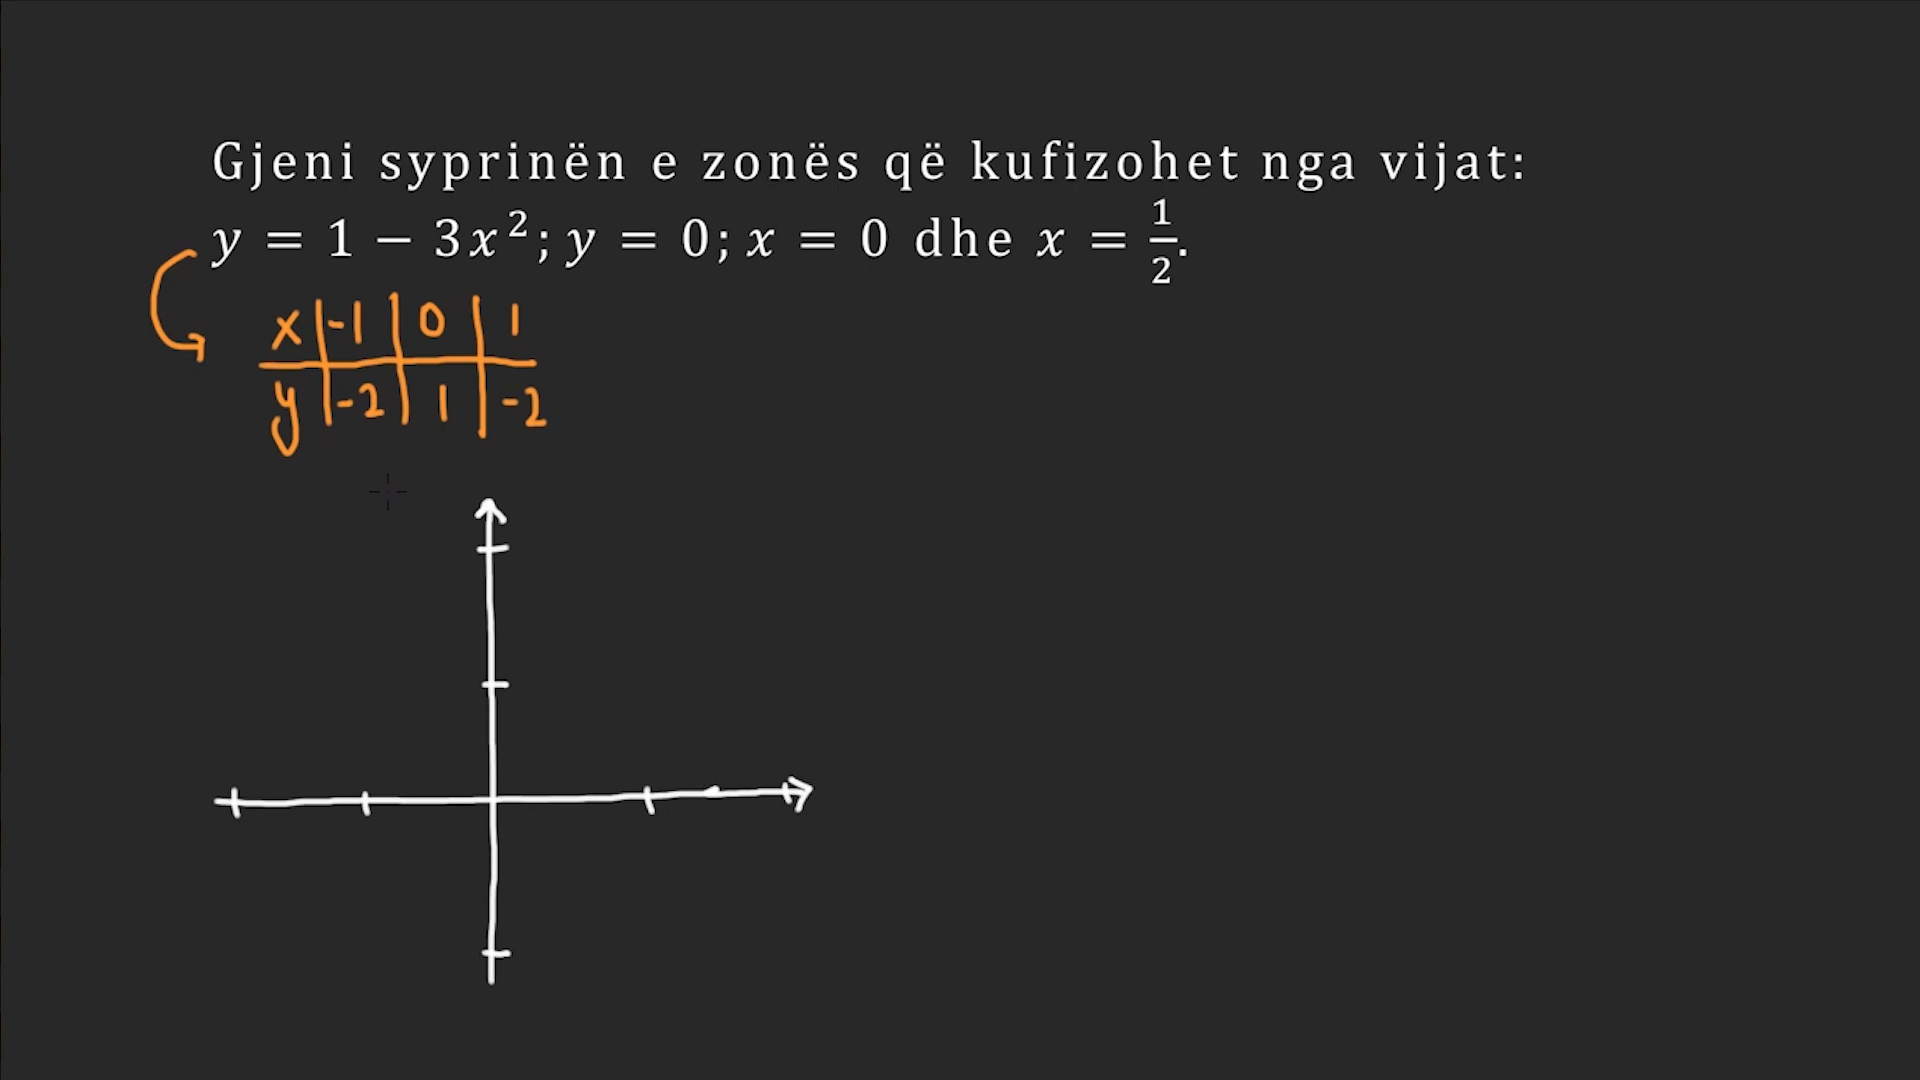 Gjeni syprinën e zonës që kufizohet nga vijat:
y = 1 − 3x²; y = 0; x = 0 dhe x = 1/2.
x | -1 | 0 | 1
y | -2 | 1 | -2